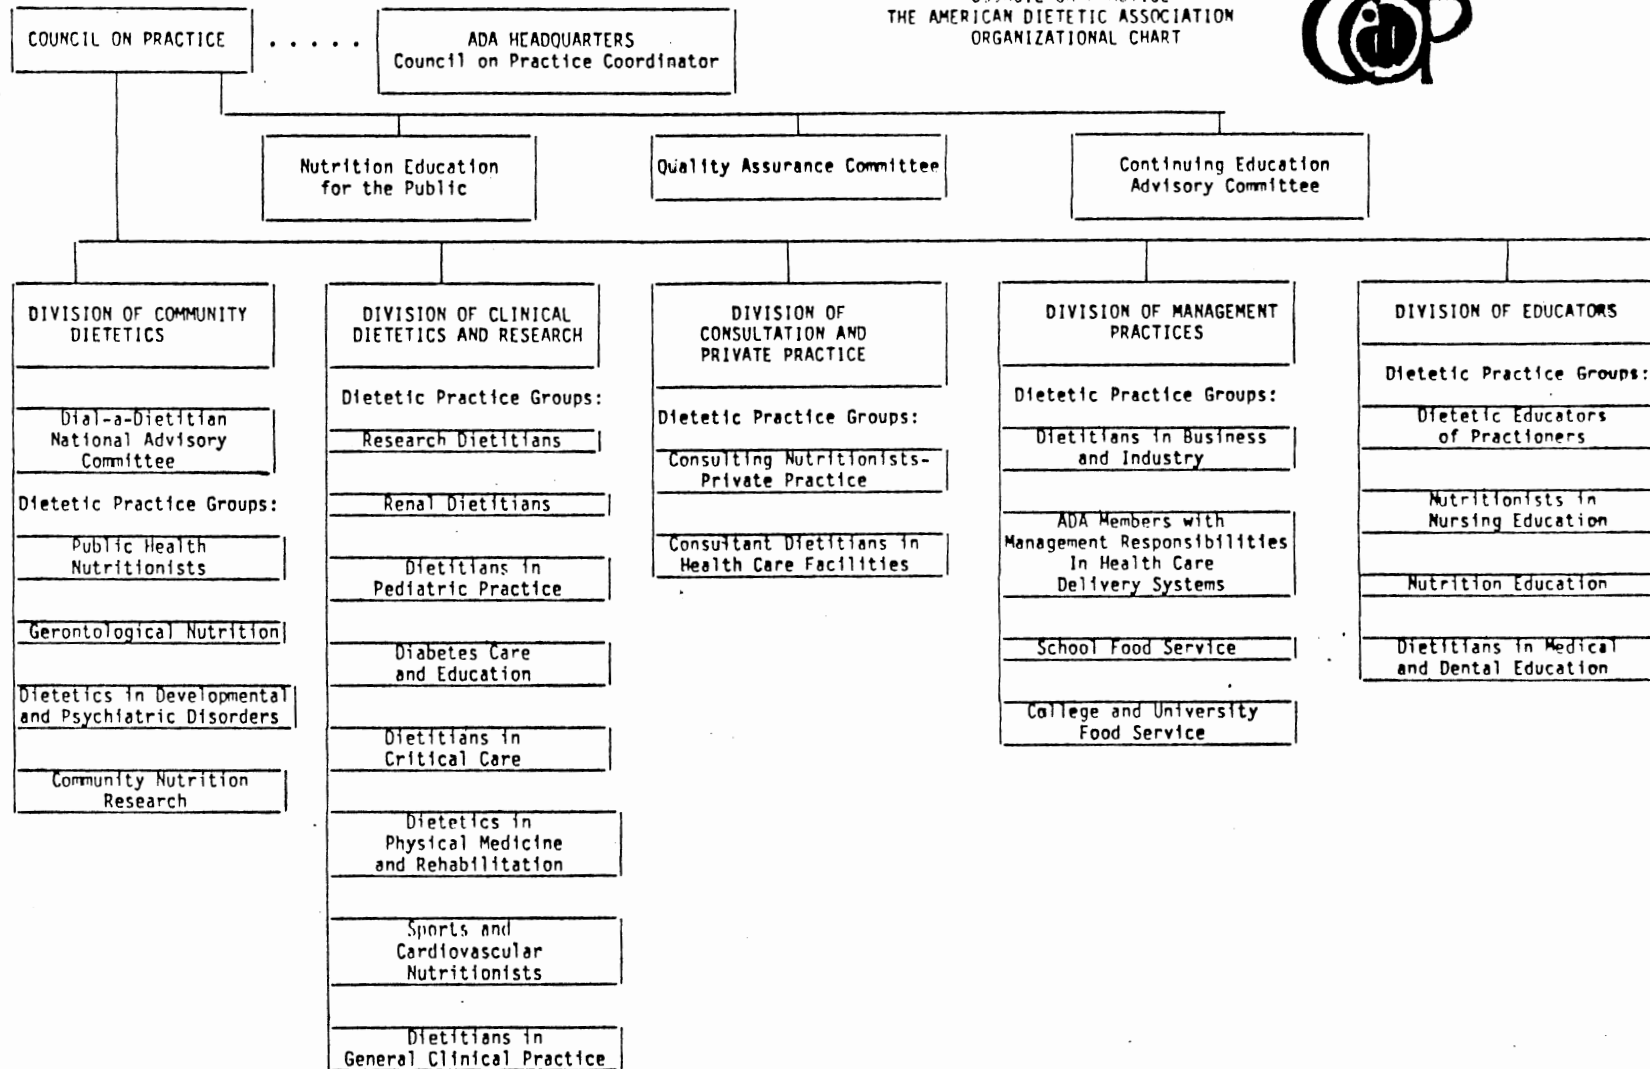 THE AMERICAN DIETETIC ASSOCIATION
ORGANIZATIONAL CHART
COUNCIL ON PRACTICE
.....
ADA HEADQUARTERS
Council on Practice Coordinator
Nutrition Education
for the Public
Quality Assurance Committee
Continuing Education
Advisory Committee
DIVISION OF COMMUNITY
DIETETICS
Dial-a-Dietitian
National Advisory
Committee
Dietetic Practice Groups:
Public Health
Nutritionists
Gerontological Nutrition
Dietetics in Developmental
and Psychiatric Disorders
Community Nutrition
Research
DIVISION OF CLINICAL
DIETETICS AND RESEARCH
Dietetic Practice Groups:
Research Dietitians
Renal Dietitians
Dietitians in
Pediatric Practice
Diabetes Care
and Education
Dietitians in
Critical Care
Dietetics in
Physical Medicine
and Rehabilitation
Sports and
Cardiovascular
Nutritionists
Dietitians in
General Clinical Practice
DIVISION OF
CONSULTATION AND
PRIVATE PRACTICE
Dietetic Practice Groups:
Consulting Nutritionists-
Private Practice
Consultant Dietitians in
Health Care Facilities
DIVISION OF MANAGEMENT
PRACTICES
Dietetic Practice Groups:
Dietitians in Business
and Industry
ADA Members with
Management Responsibilities
In Health Care
Delivery Systems
School Food Service
College and University
Food Service
DIVISION OF EDUCATORS
Dietetic Practice Groups:
Dietetic Educators
of Practioners
Nutritionists in
Nursing Education
Nutrition Education
Dietitians in Medical
and Dental Education